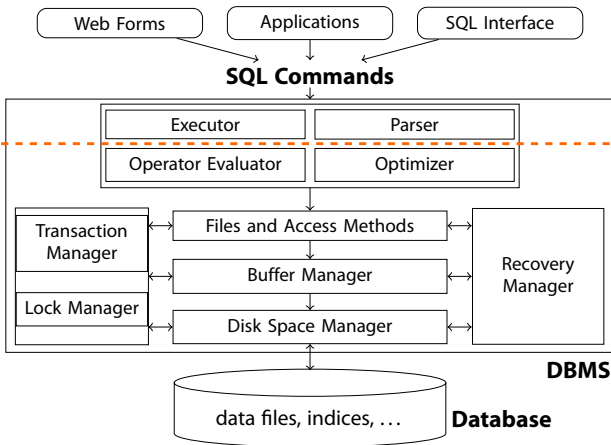 Web Forms
Applications
SQL Interface
SQL Commands
Executor
Parser
Operator Evaluator
Optimizer
Transaction
Manager
Lock Manager
Files and Access Methods
Buffer Manager
Disk Space Manager
Recovery
Manager
DBMS
data files, indices, …
Database